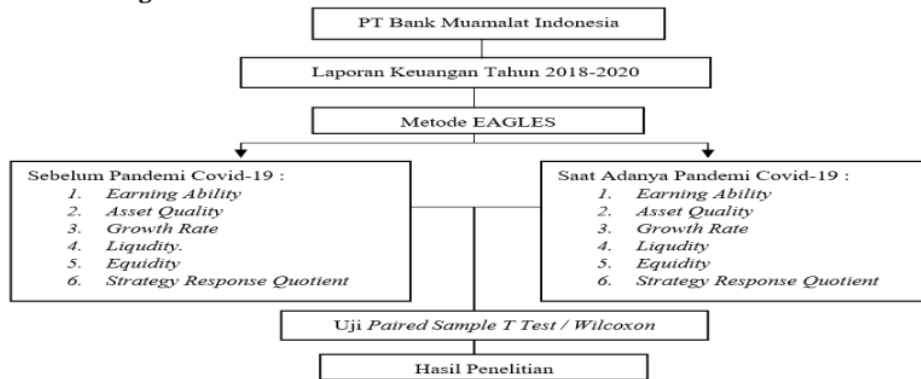 PT Bank Muamalat Indonesia
Laporan Keuangan Tahun 2018-2020
Metode EAGLES
Sebelum Pandemi Covid-19 :
1. Earning Ability
2. Asset Quality
3. Growth Rate
4. Liqudity.
5. Equidity
6. Strategy Response Quotient
Saat Adanya Pandemi Covid-19 :
1. Earning Ability
2. Asset Quality
3. Growth Rate
4. Liqudity
5. Equidity
6. Strategy Response Quotient
Uji Paired Sample T Test / Wilcoxon
Hasil Penelitian